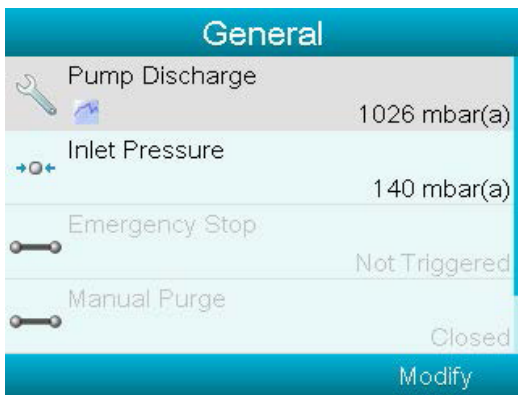 General
Pump Discharge
1026 mbar(a)
Inlet Pressure
140 mbar(a)
Emergency Stop
Not Triggered
Manual Purge
Closed
Modify